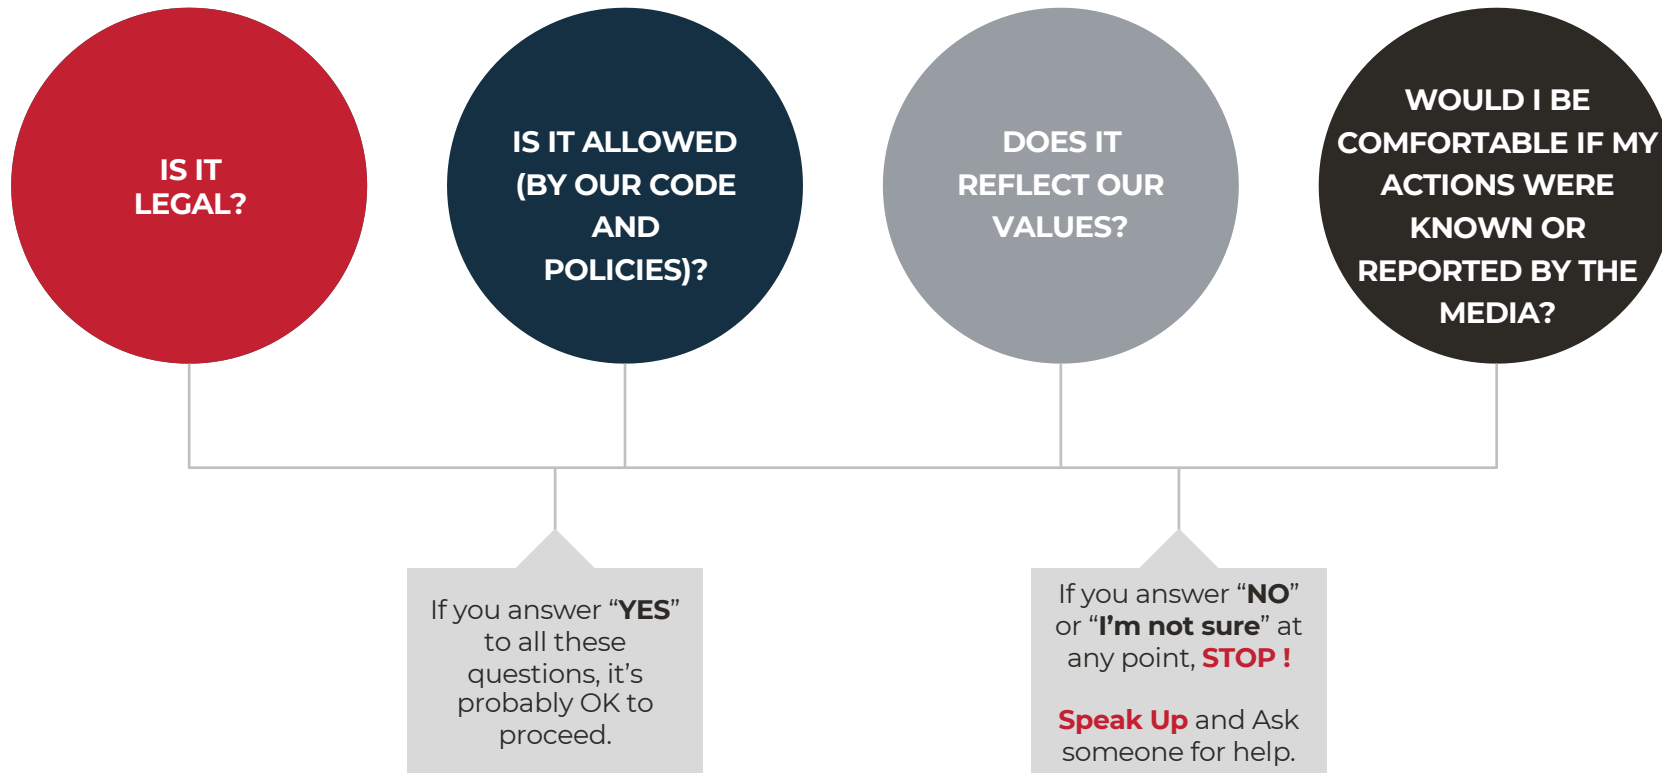 IS IT
LEGAL?
IS IT ALLOWED
(BY OUR CODE
AND
POLICIES)?
DOES IT
REFLECT OUR
VALUES?
WOULD I BE
COMFORTABLE IF MY
ACTIONS WERE
KNOWN OR
REPORTED BY THE
MEDIA?
If you answer “YES”
to all these
questions, it’s
probably OK to
proceed.
If you answer “NO”
or “I’m not sure” at
any point, STOP !
Speak Up and Ask
someone for help.